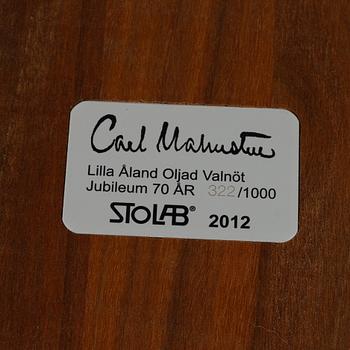 Carl Malmsten
Lilla Åland Oljad Valnöt
Jubileum 70 ÅR 322/1000
STOLAB® 2012